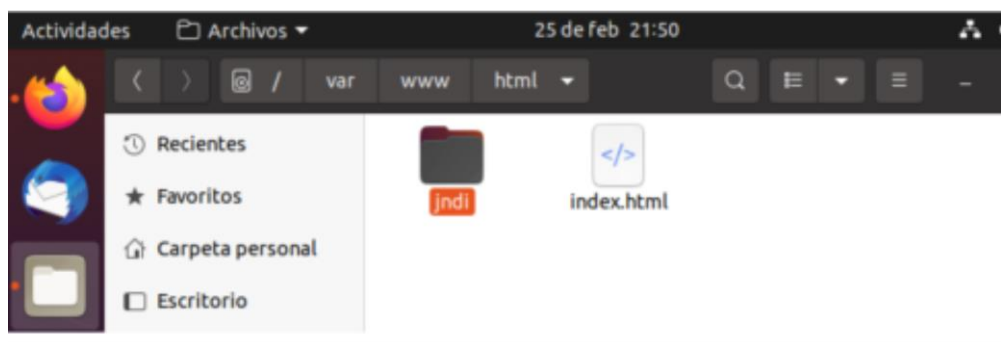 Actividades Archivos 25 de feb 21:50
/ var www html
Recientes
Favoritos
Carpeta personal
Escritorio
jndi
</> index.html